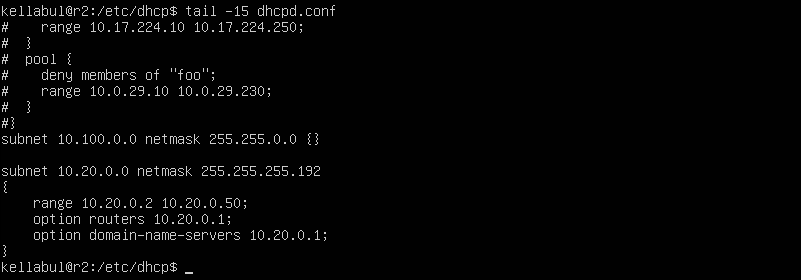 kellabul@r2:/etc/dhcp$ tail -15 dhcpd.conf
#    range 10.17.224.10 10.17.224.250;
#  }
#  pool {
#    deny members of "foo";
#    range 10.0.29.10 10.0.29.230;
#  }
#}
subnet 10.100.0.0 netmask 255.255.0.0 {}
subnet 10.20.0.0 netmask 255.255.255.192
{
    range 10.20.0.2 10.20.0.50;
    option routers 10.20.0.1;
    option domain-name-servers 10.20.0.1;
}
kellabul@r2:/etc/dhcp$ _